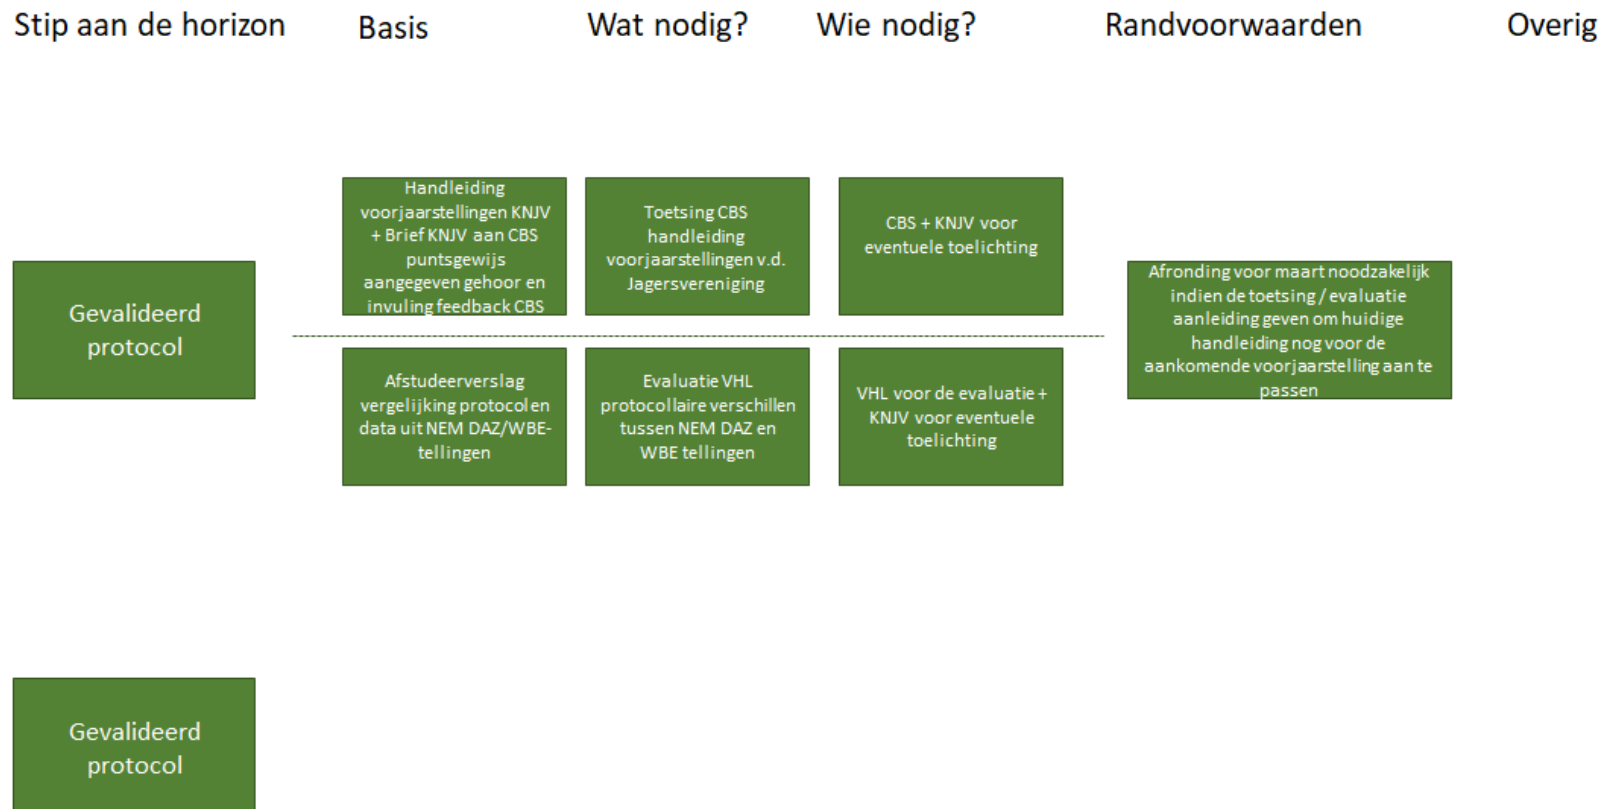 Stip aan de horizon
Basis
Wat nodig?
Wie nodig?
Randvoorwaarden
Overig
Gevalideerd
protocol
Handleiding
voorjaarstellingen KNJV
+ Brief KNJV aan CBS
puntsgewijs
aangegeven gehoor en
invuling feedback CBS
Toetsing CBS
handleiding
voorjaarstellingen v.d.
Jagersvereniging
CBS + KNJV voor
eventuele toelichting
Afronding voor maart noodzakelijk
indien de toetsing / evaluatie
aanleiding geven om huidige
handleiding nog voor de
aankomende voorjaarstelling aan te
passen
Afstudeerverslag
vergelijking protocol en
data uit NEM DAZ/WBE-
tellingen
Evaluatie VHL
protocollaire verschillen
tussen NEM DAZ en
WBE tellingen
VHL voor de evaluatie +
KNJV voor eventuele
toelichting
Gevalideerd
protocol